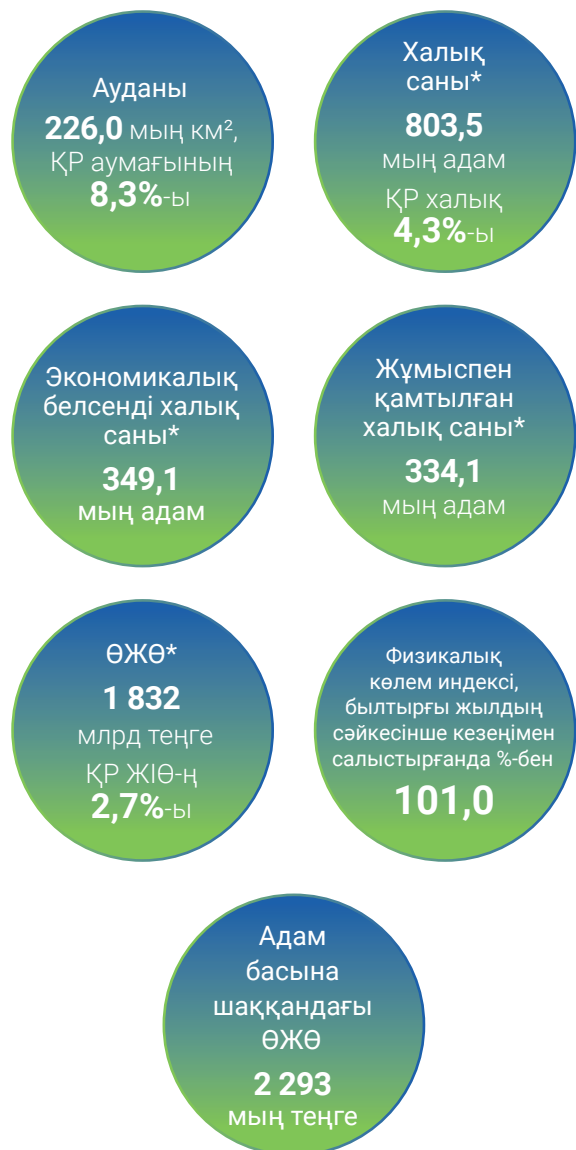 Ауданы
226,0 мың км²,
ҚР аумағының
8,3%-ы
Халық
саны*
803,5
мың адам
ҚР халық
4,3%-ы
Экономикалық
белсенді халық
саны*
349,1
мың адам
Жұмыспен
қамтылған
халық саны*
334,1
мың адам
ӨЖӨ*
1 832
млрд теңге
ҚР ЖІӨ-ң
2,7%-ы
Физикалық
көлем индексі,
былтырғы жылдың
сәйкесінше кезеңімен
салыстырғанда %-бен
101,0
Адам
басына
шаққандағы
ӨЖӨ
2 293
мың теңге